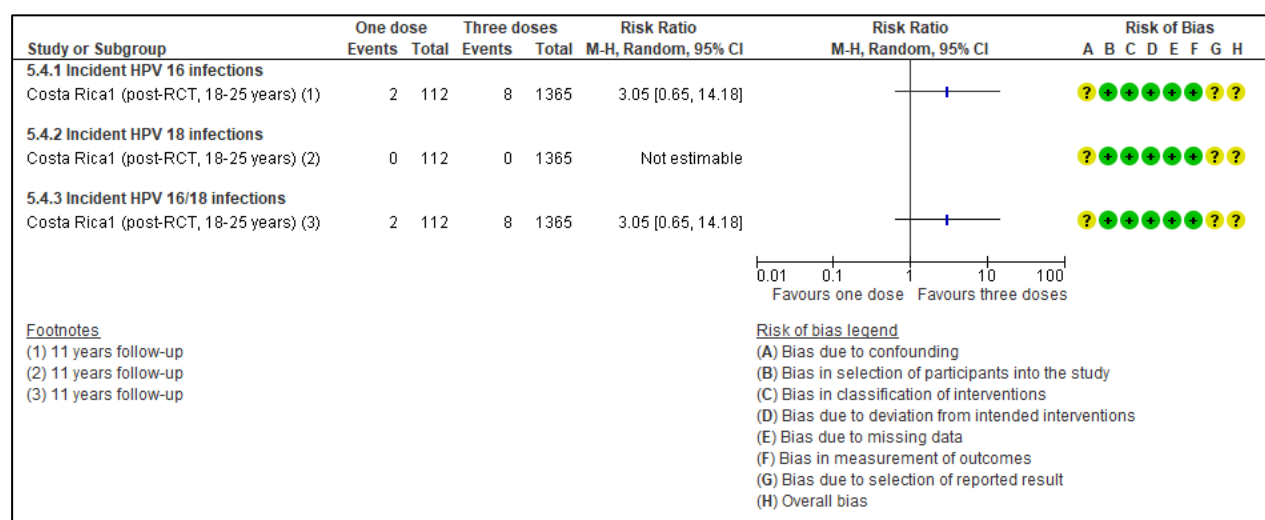 One dose Three doses Risk Ratio Risk Ratio Risk of Bias
Study or Subgroup Events Total Events Total M-H, Random, 95% CI M-H, Random, 95% CI A B C D E F G H
5.4.1 Incident HPV 16 infections
Costa Rica1 (post-RCT, 18-25 years) (1) 2 112 8 1365 3.05 [0.65, 14.18] ? + + + + + ? ?
5.4.2 Incident HPV 18 infections
Costa Rica1 (post-RCT, 18-25 years) (2) 0 112 0 1365 Not estimable ? + + + + + ? ?
5.4.3 Incident HPV 16/18 infections
Costa Rica1 (post-RCT, 18-25 years) (3) 2 112 8 1365 3.05 [0.65, 14.18] ? + + + + + ? ?
0.01 0.1 1 10 100
Favours one dose Favours three doses
Footnotes
(1) 11 years follow-up
(2) 11 years follow-up
(3) 11 years follow-up
Risk of bias legend
(A) Bias due to confounding
(B) Bias in selection of participants into the study
(C) Bias in classification of interventions
(D) Bias due to deviation from intended interventions
(E) Bias due to missing data
(F) Bias in measurement of outcomes
(G) Bias due to selection of reported result
(H) Overall bias